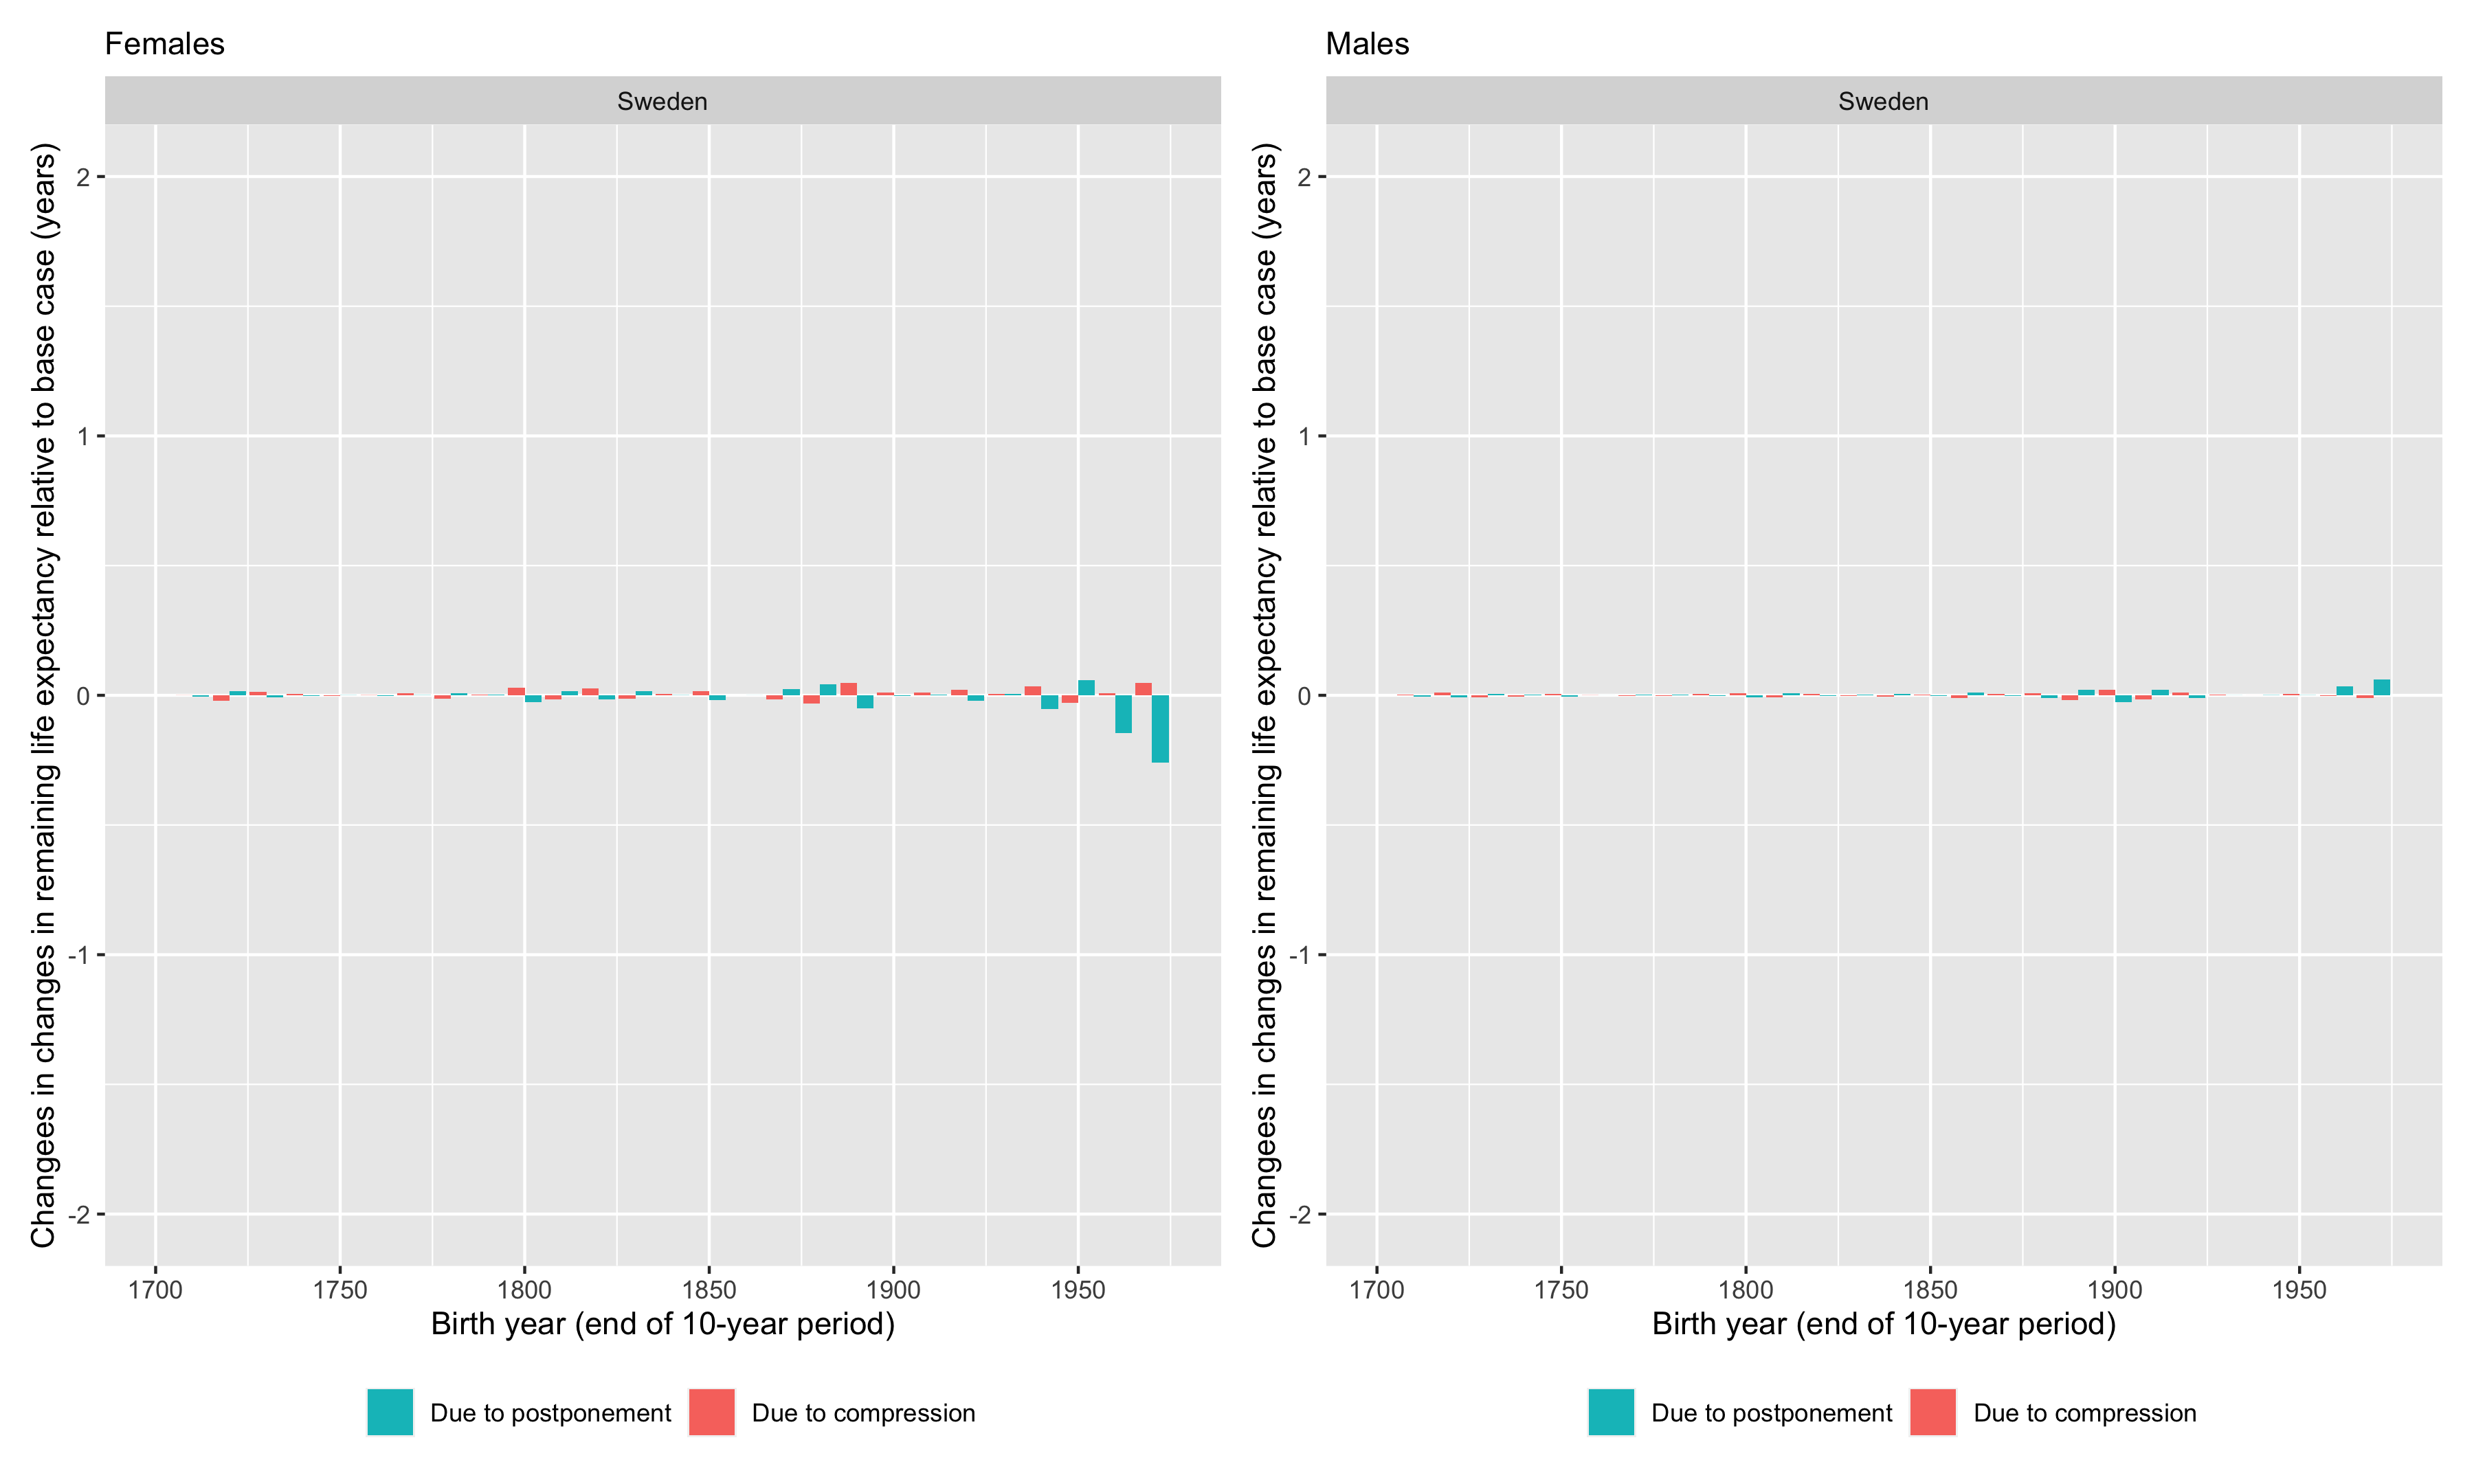 Females
Sweden
Changees in changes in remaining life expectancy relative to base case (years)
2
1
0
-1
-2
1700 1750 1800 1850 1900 1950
Birth year (end of 10-year period)
Due to postponement Due to compression
Males
Sweden
Changees in changes in remaining life expectancy relative to base case (years)
2
1
0
-1
-2
1700 1750 1800 1850 1900 1950
Birth year (end of 10-year period)
Due to postponement Due to compression